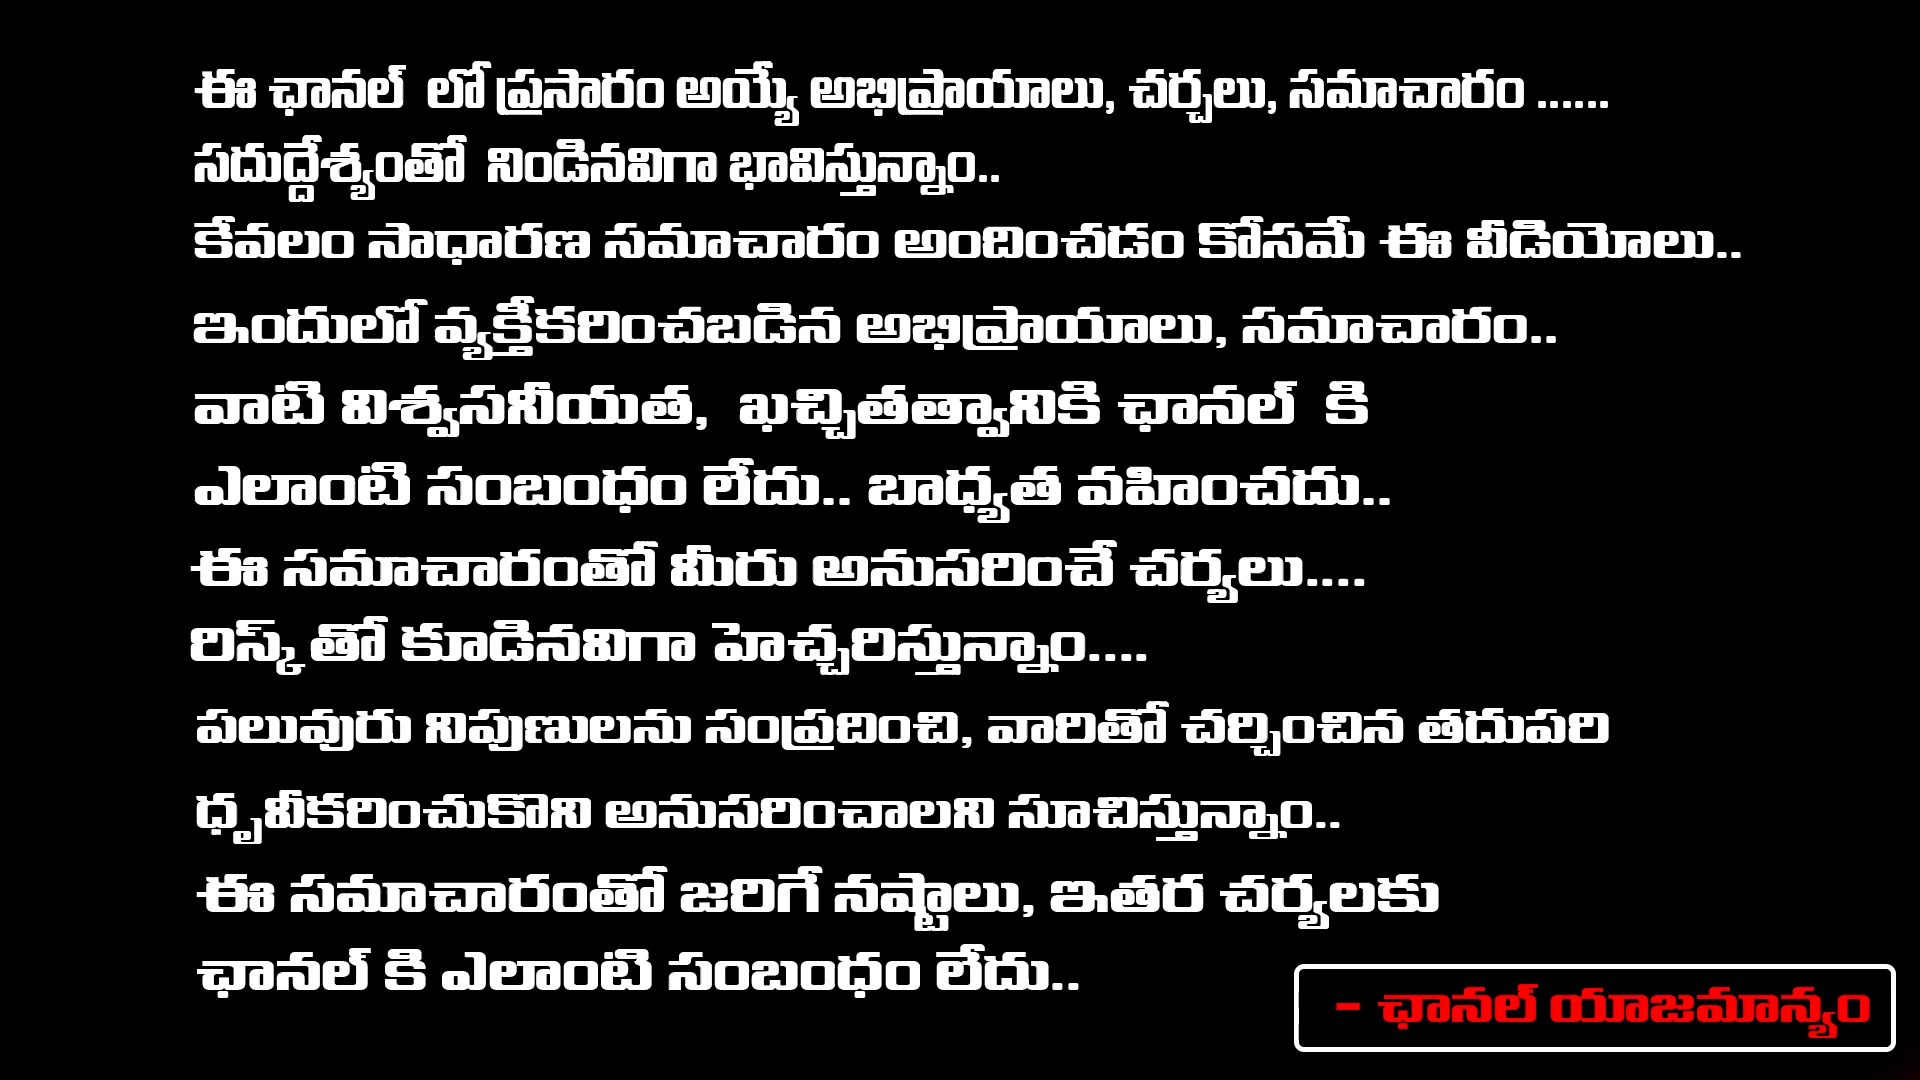 ఈ ఛానల్ లో ప్రసారం అయ్యే అభిప్రాయాలు, చర్చలు, సమాచారం ......
సదుద్దేశ్యంతో నిండినవిగా భావిస్తున్నాం..
కేవలం సాధారణ సమాచారం అందించడం కోసమే ఈ వీడియోలు..
ఇందులో వ్యక్తీకరించబడిన అభిప్రాయాలు, సమాచారం..
వాటి విశ్వసనీయత, ఖచ్చితత్వానికి ఛానల్ కి
ఎలాంటి సంబంధం లేదు.. బాధ్యత వహించదు..
ఈ సమాచారంతో మీరు అనుసరించే చర్యలు....
రిస్క్ తో కూడినవిగా హెచ్చరిస్తున్నాం....
పలువురు నిపుణులను సంప్రదించి, వారితో చర్చించిన తదుపరి
ధృవీకరించుకొని అనుసరించాలని సూచిస్తున్నాం..
ఈ సమాచారంతో జరిగే నష్టాలు, ఇతర చర్యలకు
ఛానల్ కి ఎలాంటి సంబంధం లేదు..
- ఛానల్ యాజమాన్యం